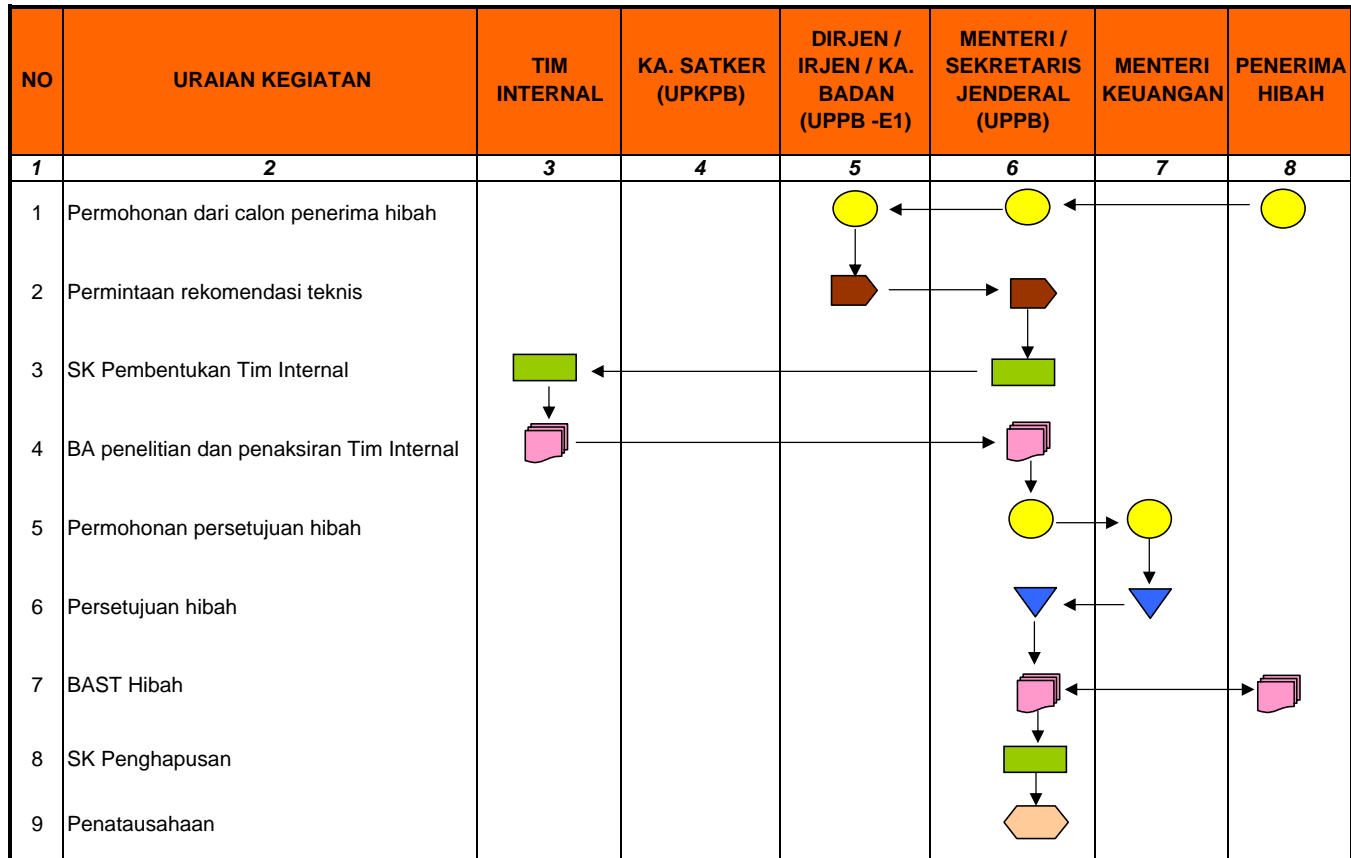 NO
URAIAN KEGIATAN
TIM
INTERNAL
KA. SATKER
(UPKPB)
DIRJEN /
IRJEN / KA.
BADAN
(UPPB -E1)
MENTERI /
SEKRETARIS
JENDERAL
(UPPB)
MENTERI
KEUANGAN
PENERIMA
HIBAH
1 2 3 4 5 6 7 8
1 Permohonan dari calon penerima hibah
2 Permintaan rekomendasi teknis
3 SK Pembentukan Tim Internal
4 BA penelitian dan penaksiran Tim Internal
5 Permohonan persetujuan hibah
6 Persetujuan hibah
7 BAST Hibah
8 SK Penghapusan
9 Penatausahaan